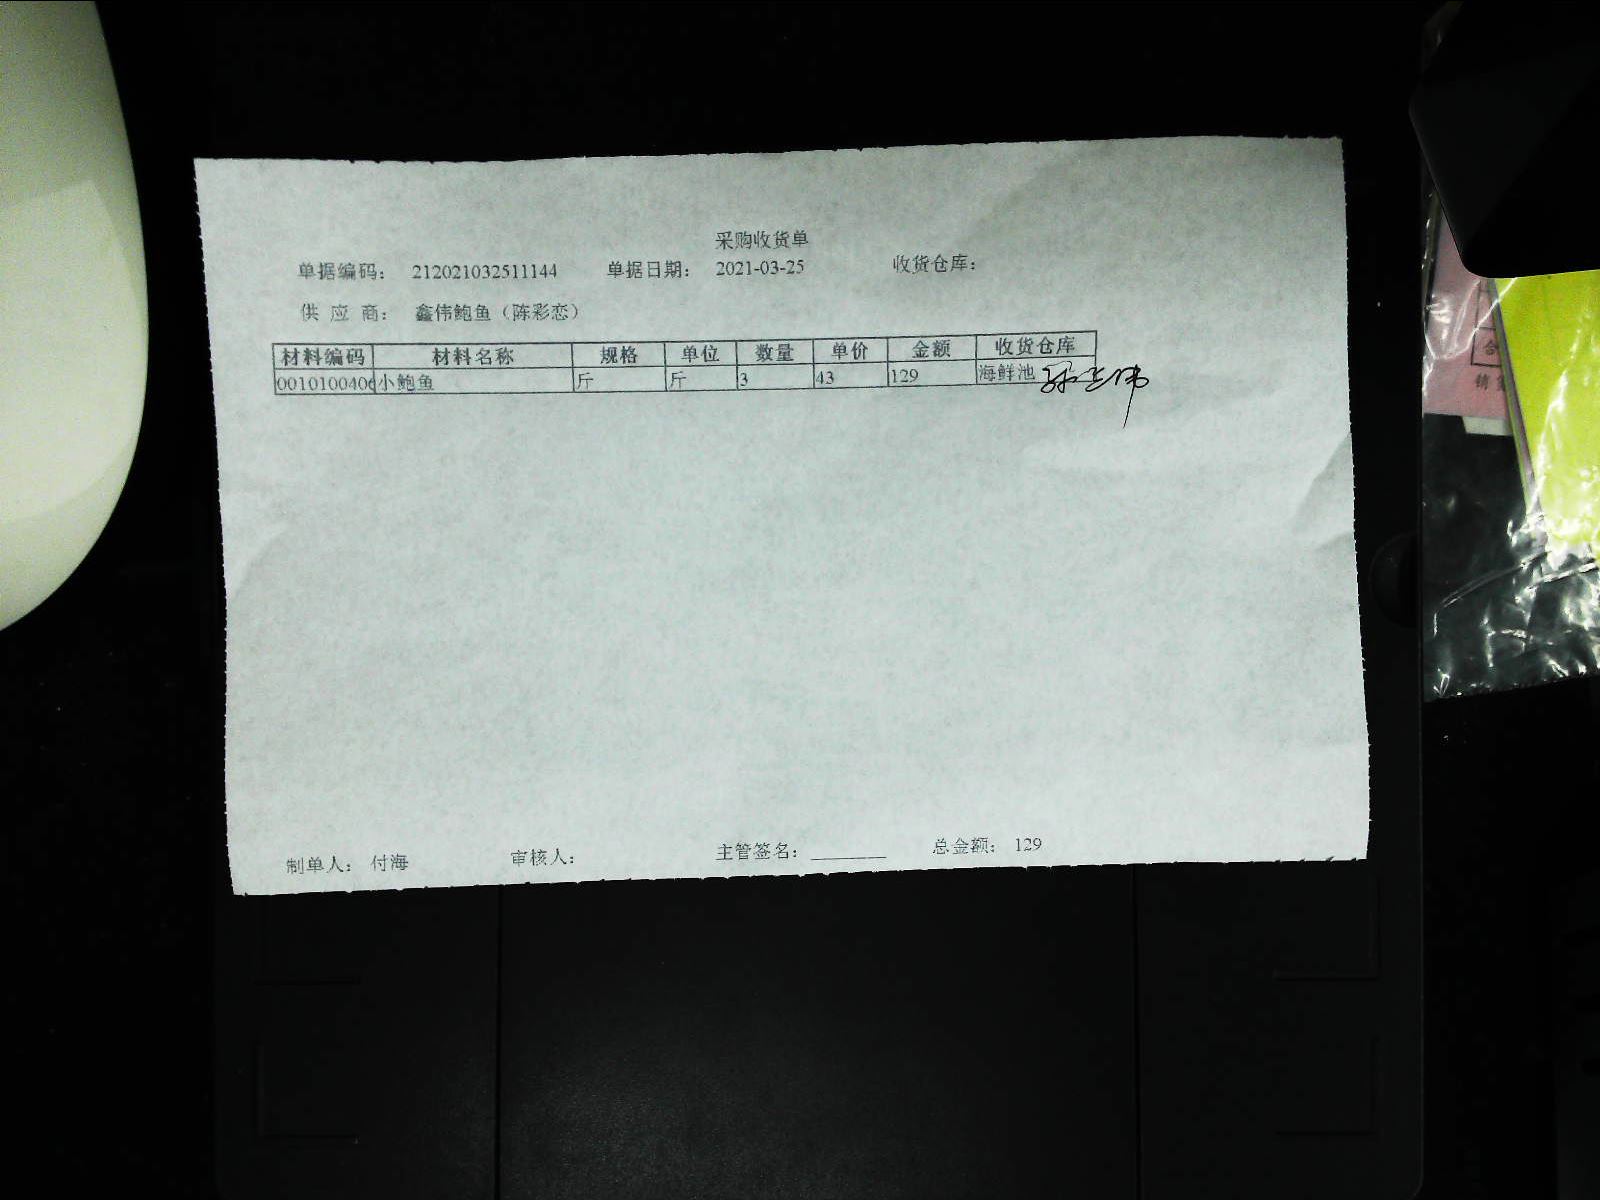 采购收货单
单据编码： 212021032511144 单据日期： 2021-03-25 收货仓库：
供 应 商： 鑫伟鲍鱼（陈彩恋）
材料编码 材料名称 规格 单位 数量 单价 金额 收货仓库
0010100406 小鲍鱼 斤 斤 3 43 129 海鲜池
制单人： 付海 审核人： 主管签名： ________ 总金额： 129
合
销